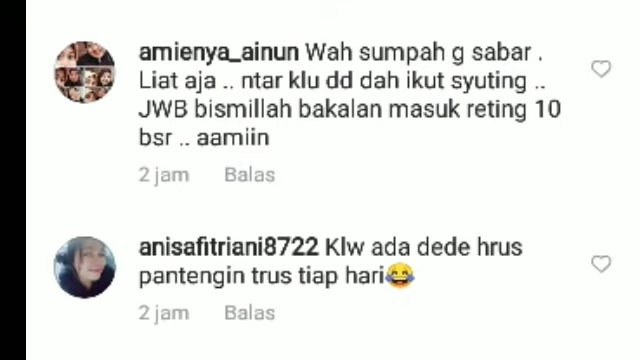 amienya_ainun Wah sumpah g sabar .
Liat aja .. ntar klu dd dah ikut syuting ..
JWB bismillah bakalan masuk reting 10
bsr .. aamiin
2 jam Balas
anisafitriani8722 Klw ada dede hrus
pantengin trus tiap hari😂
2 jam Balas